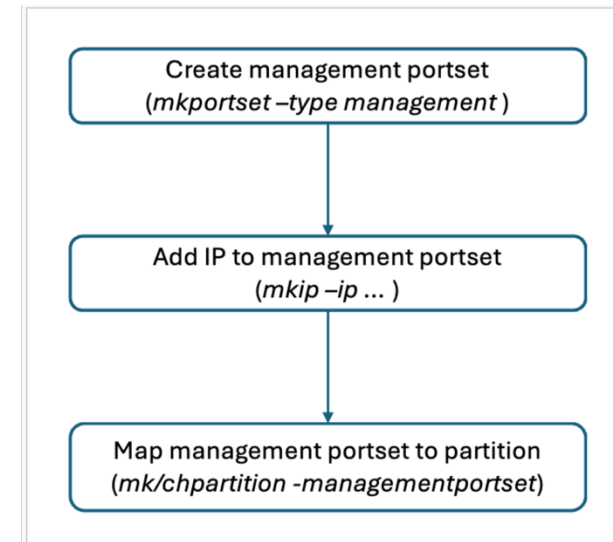 Create management portset
(mkportset –type management )
Add IP to management portset
(mkip –ip ... )
Map management portset to partition
(mk/chpartition -managementportset)